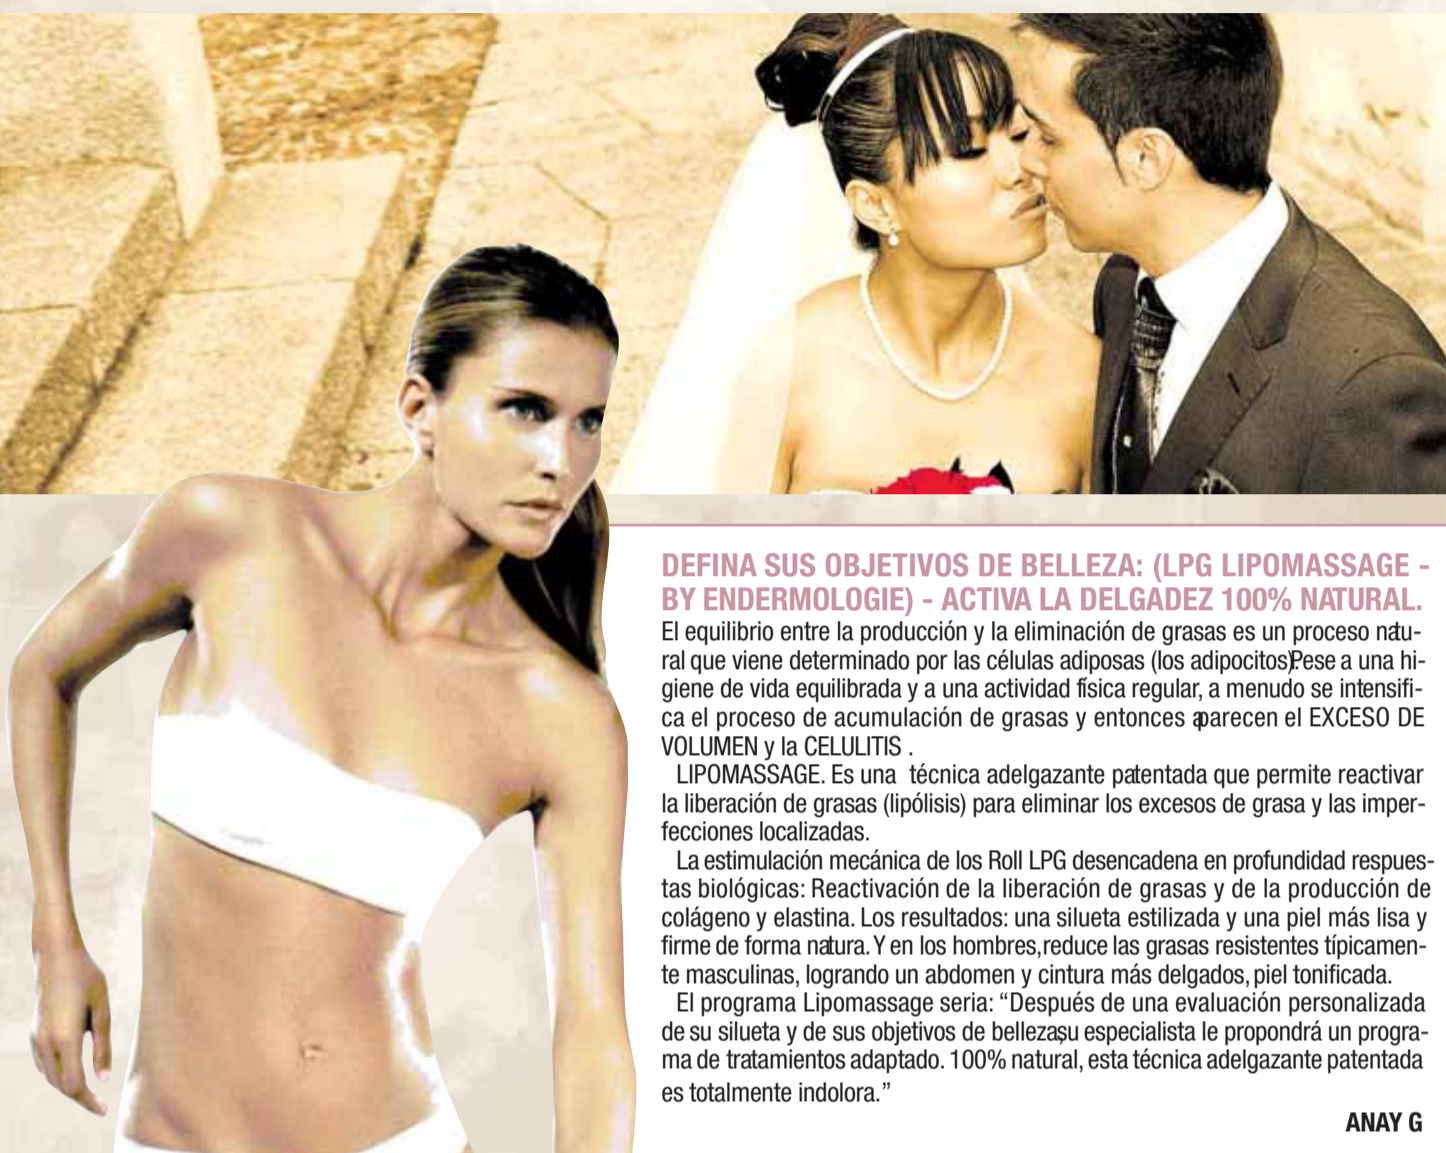 DEFINA SUS OBJETIVOS DE BELLEZA: (LPG LIPOMASSAGE -
BY ENDERMOLOGIE) - ACTIVA LA DELGADEZ 100% NATURAL.
El equilibrio entre la producción y la eliminación de grasas es un proceso natu-
ral que viene determinado por las células adiposas (los adipocitos)Pese a una hi-
giene de vida equilibrada y a una actividad física regular, a menudo se intensifi-
ca el proceso de acumulación de grasas y entonces aparecen el EXCESO DE
VOLUMEN y la CELULITIS .
LIPOMASSAGE. Es una técnica adelgazante patentada que permite reactivar
la liberación de grasas (lipólisis) para eliminar los excesos de grasa y las imper-
fecciones localizadas.
La estimulación mecánica de los Roll LPG desencadena en profundidad respues-
tas biológicas: Reactivación de la liberación de grasas y de la producción de
colágeno y elastina. Los resultados: una silueta estilizada y una piel más lisa y
firme de forma natura. Y en los hombres,reduce las grasas resistentes típicamen-
te masculinas, logrando un abdomen y cintura más delgados, piel tonificada.
El programa Lipomassage seria: “Después de una evaluación personalizada
de su silueta y de sus objetivos de belleza,su especialista le propondrá un progra-
ma de tratamientos adaptado. 100% natural, esta técnica adelgazante patentada
es totalmente indolora.”
ANAY G